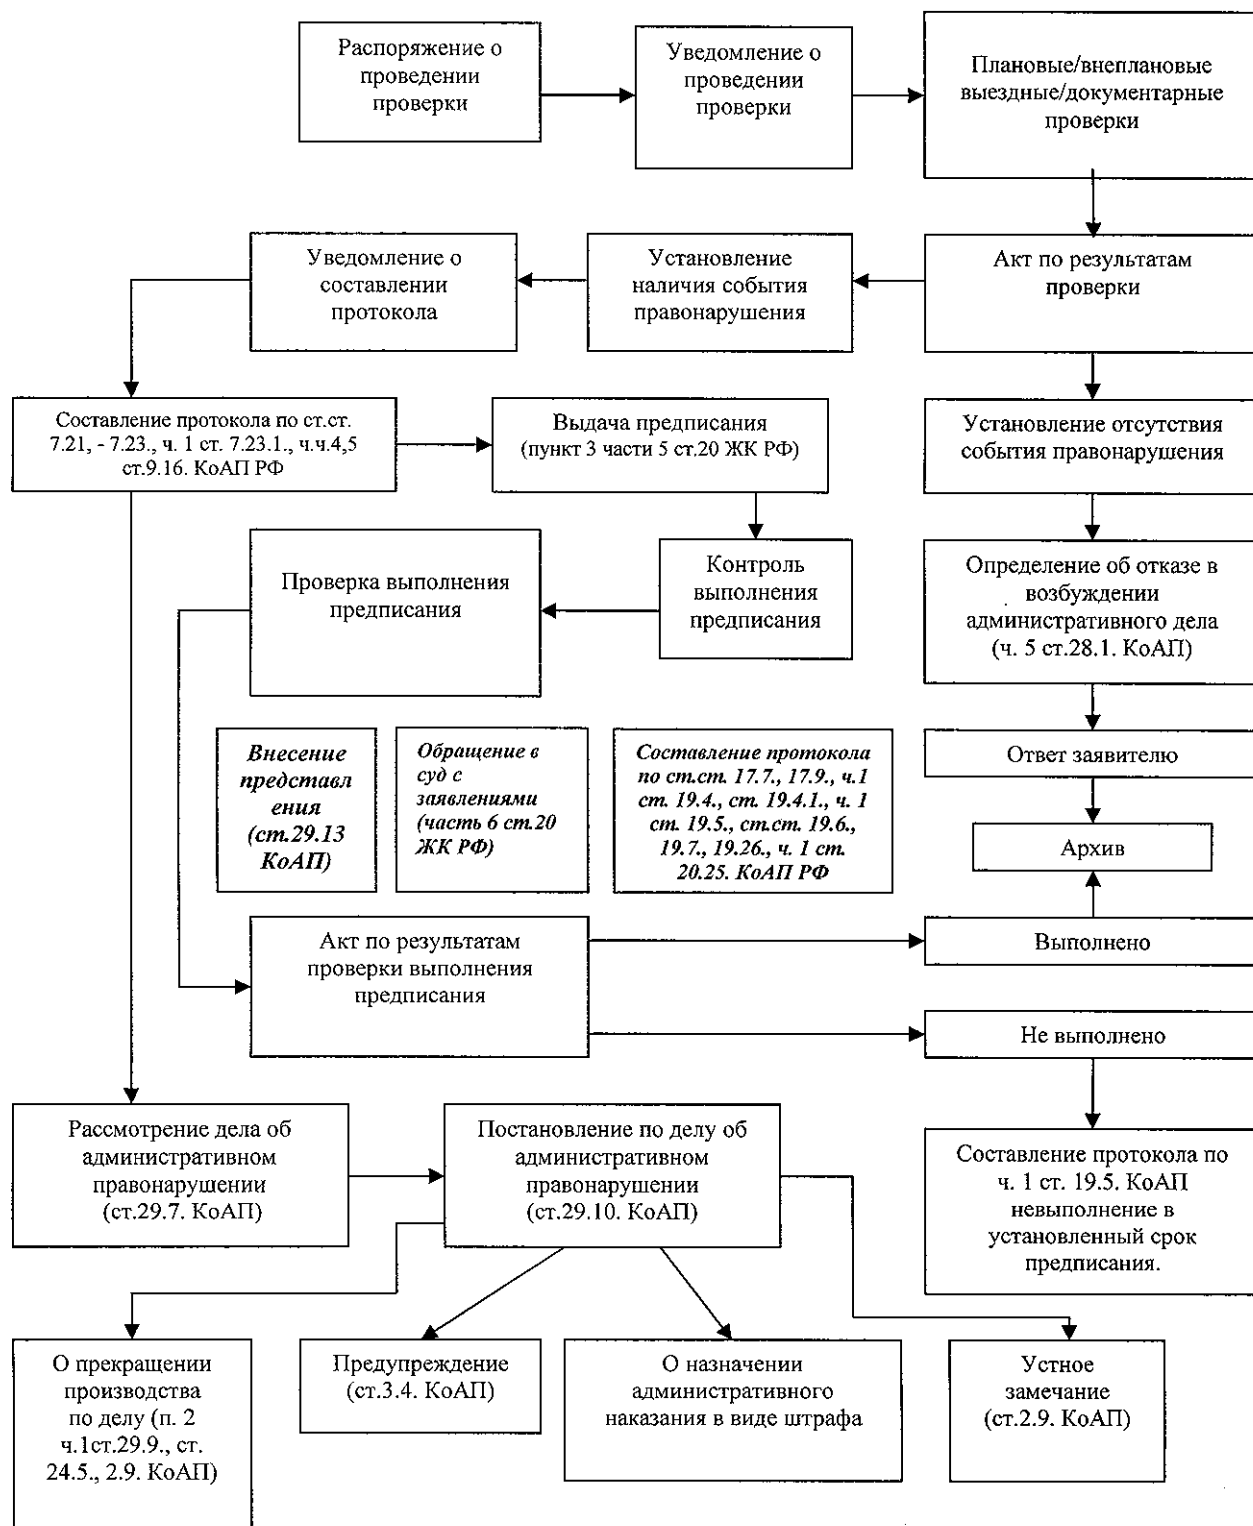 Распоряжение о
проведении
проверки
Уведомление о
проведении
проверки
Плановые/внеплановые
выездные/документарные
проверки
Уведомление о
составлении
протокола
Установление
наличия события
правонарушения
Акт по результатам
проверки
Составление протокола по ст.ст.
7.21, - 7.23., ч. 1 ст. 7.23.1., ч.ч.4,5
ст.9.16. КоАП РФ
Выдача предписания
(пункт 3 части 5 ст.20 ЖК РФ)
Установление отсутствия
события правонарушения
Проверка выполнения
предписания
Контроль
выполнения
предписания
Определение об отказе в
возбуждении
административного дела
(ч. 5 ст.28.1. КоАП)
Внесение
представл
ения
(ст.29.13
КоАП)
Обращение в
суд с
заявлениями
(часть 6 ст.20
ЖК РФ)
Составление протокола
по ст.ст. 17.7., 17.9., ч.1
ст. 19.4., ст. 19.4.1., ч. 1
ст. 19.5., ст.ст. 19.6.,
19.7., 19.26., ч. 1 ст.
20.25. КоАП РФ
Ответ заявителю
Архив
Акт по результатам
проверки выполнения
предписания
Выполнено
Не выполнено
Рассмотрение дела об
административном
правонарушении
(ст.29.7. КоАП)
Постановление по делу об
административном
правонарушении
(ст.29.10. КоАП)
Составление протокола по
ч. 1 ст. 19.5. КоАП
невыполнение в
установленный срок
предписания.
О прекращении
производства
по делу (п. 2
ч.1ст.29.9., ст.
24.5., 2.9. КоАП)
Предупреждение
(ст.3.4. КоАП)
О назначении
административного
наказания в виде штрафа
Устное
замечание
(ст.2.9. КоАП)